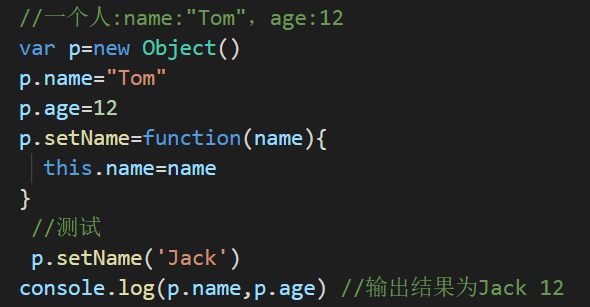 //一个人:name:"Tom"，age:12
var p=new Object()
p.name="Tom"
p.age=12
p.setName=function(name){
  this.name=name
}
 //测试
 p.setName('Jack')
console.log(p.name,p.age) //输出结果为Jack 12